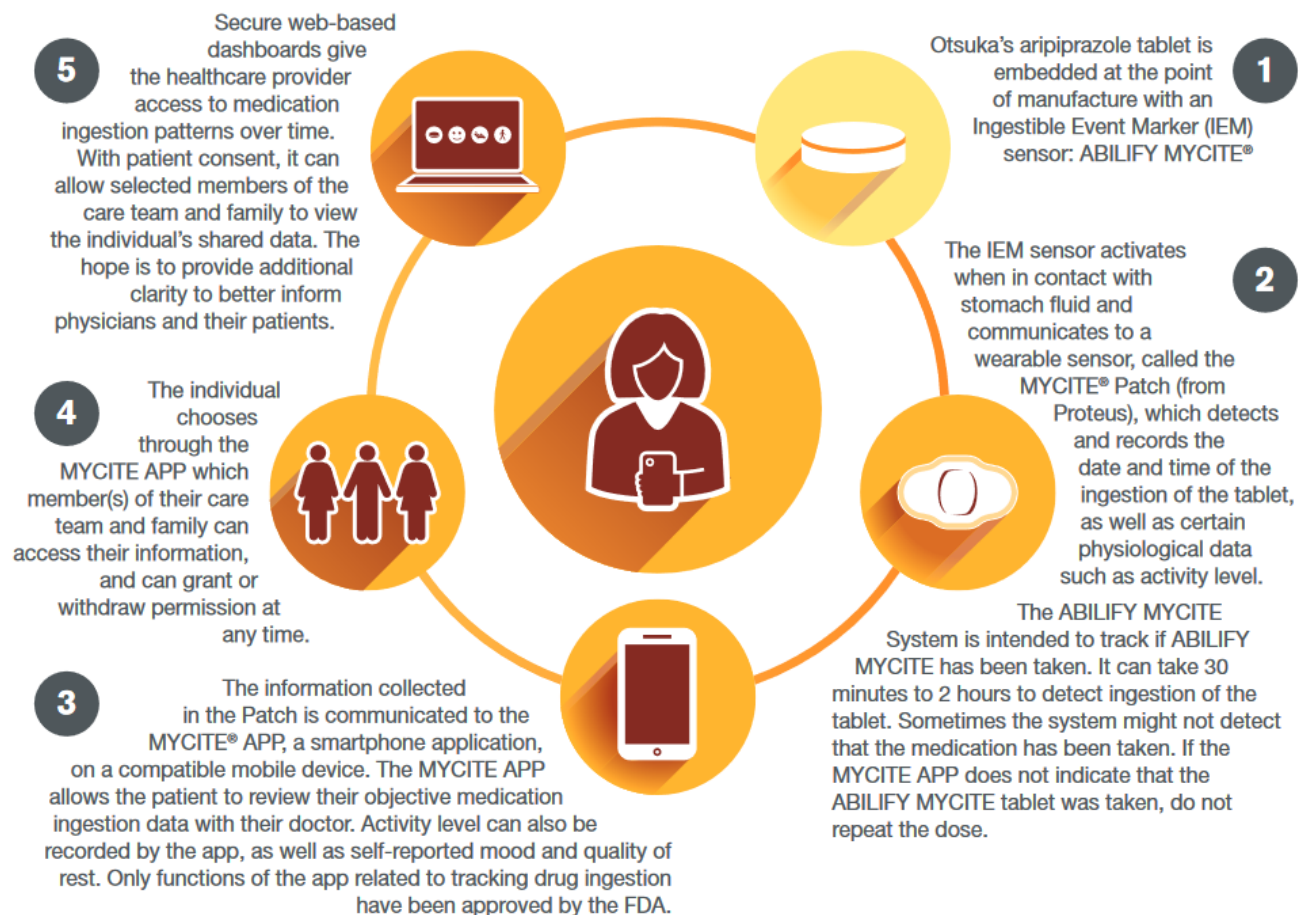 1
Otsuka's aripiprazole tablet is
embedded at the point
of manufacture with an
Ingestible Event Marker (IEM)
sensor: ABILIFY MYCITE®
2
The IEM sensor activates
when in contact with
stomach fluid and
communicates to a
wearable sensor, called the
MYCITE® Patch (from
Proteus), which detects
and records the
date and time of the
ingestion of the tablet,
as well as certain
physiological data
such as activity level.
The ABILIFY MYCITE
System is intended to track if ABILIFY
MYCITE has been taken. It can take 30
minutes to 2 hours to detect ingestion of the
tablet. Sometimes the system might not detect
that the medication has been taken. If the
MYCITE APP does not indicate that the
ABILIFY MYCITE tablet was taken, do not
repeat the dose.
3
The information collected
in the Patch is communicated to the
MYCITE® APP, a smartphone application,
on a compatible mobile device. The MYCITE APP
allows the patient to review their objective medication
ingestion data with their doctor. Activity level can also be
recorded by the app, as well as self-reported mood and quality of
rest. Only functions of the app related to tracking drug ingestion
have been approved by the FDA.
4
The individual
chooses
through the
MYCITE APP which
member(s) of their care
team and family can
access their information,
and can grant or
withdraw permission at
any time.
5
Secure web-based
dashboards give
the healthcare provider
access to medication
ingestion patterns over time.
With patient consent, it can
allow selected members of the
care team and family to view
the individual's shared data. The
hope is to provide additional
clarity to better inform
physicians and their patients.